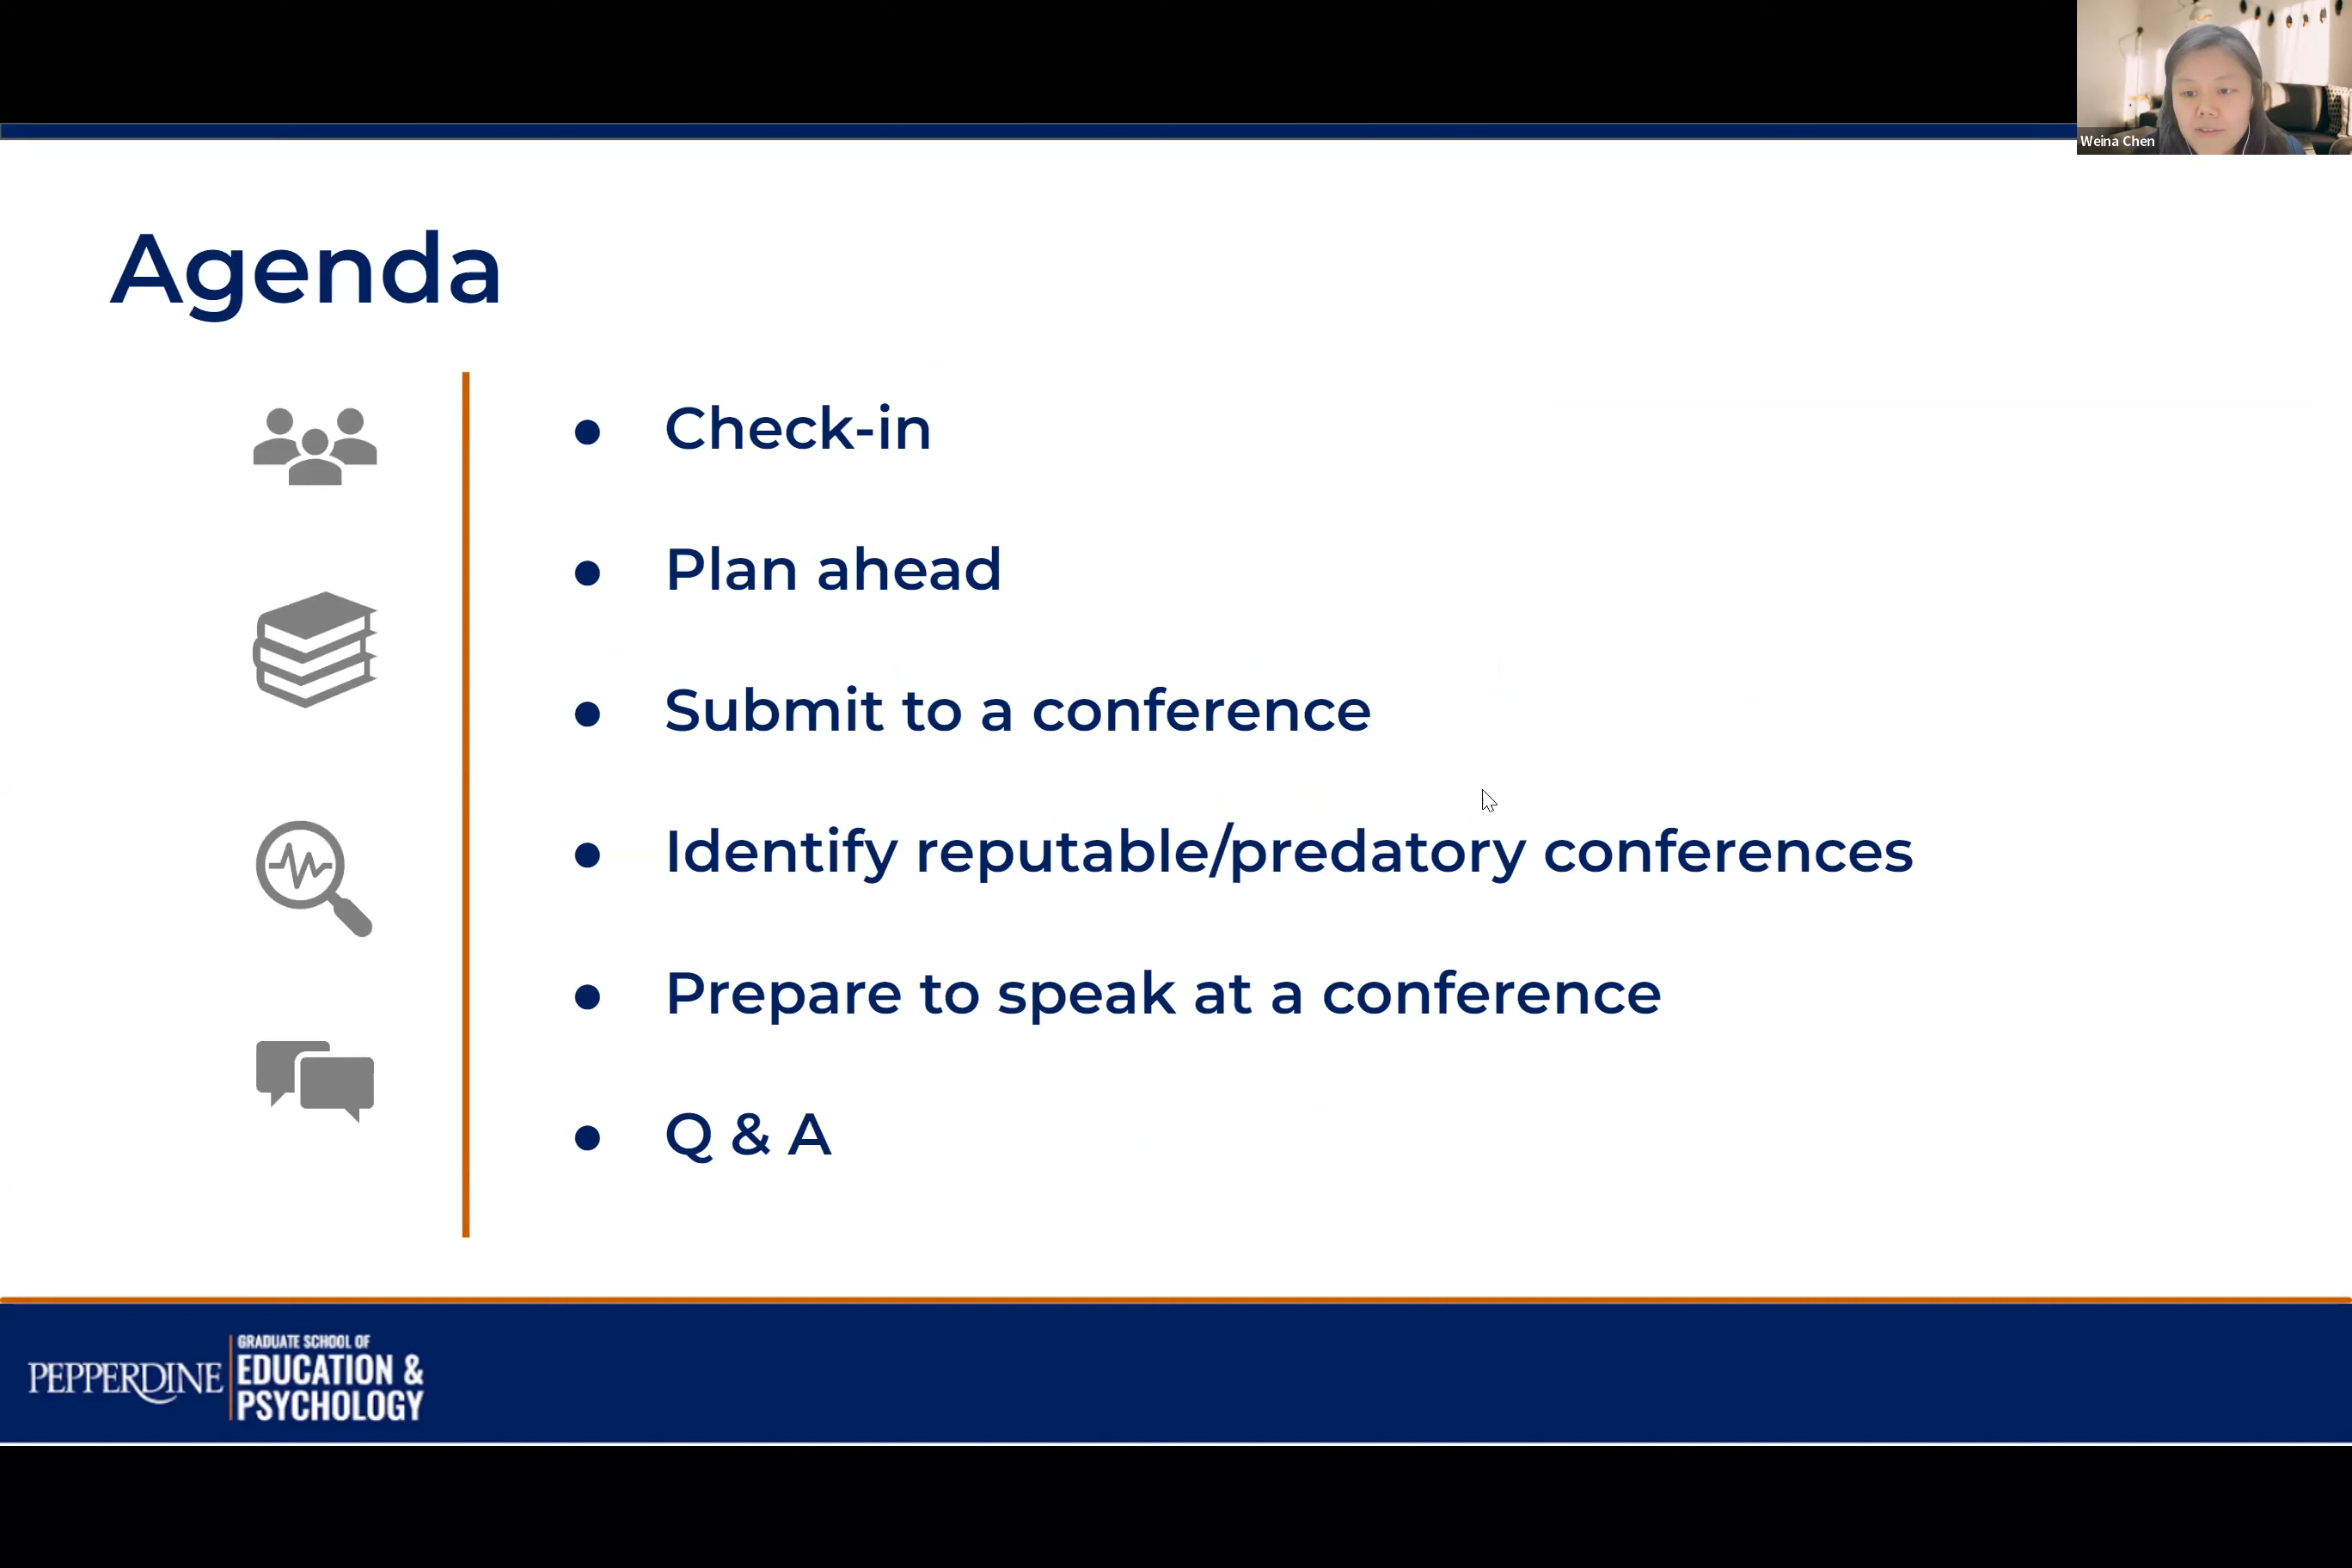 Weina Chen
Agenda
● Check-in
● Plan ahead
● Submit to a conference
● Identify reputable/predatory conferences
● Prepare to speak at a conference
● Q & A
PEPPERDINE
GRADUATE SCHOOL OF
EDUCATION &
PSYCHOLOGY